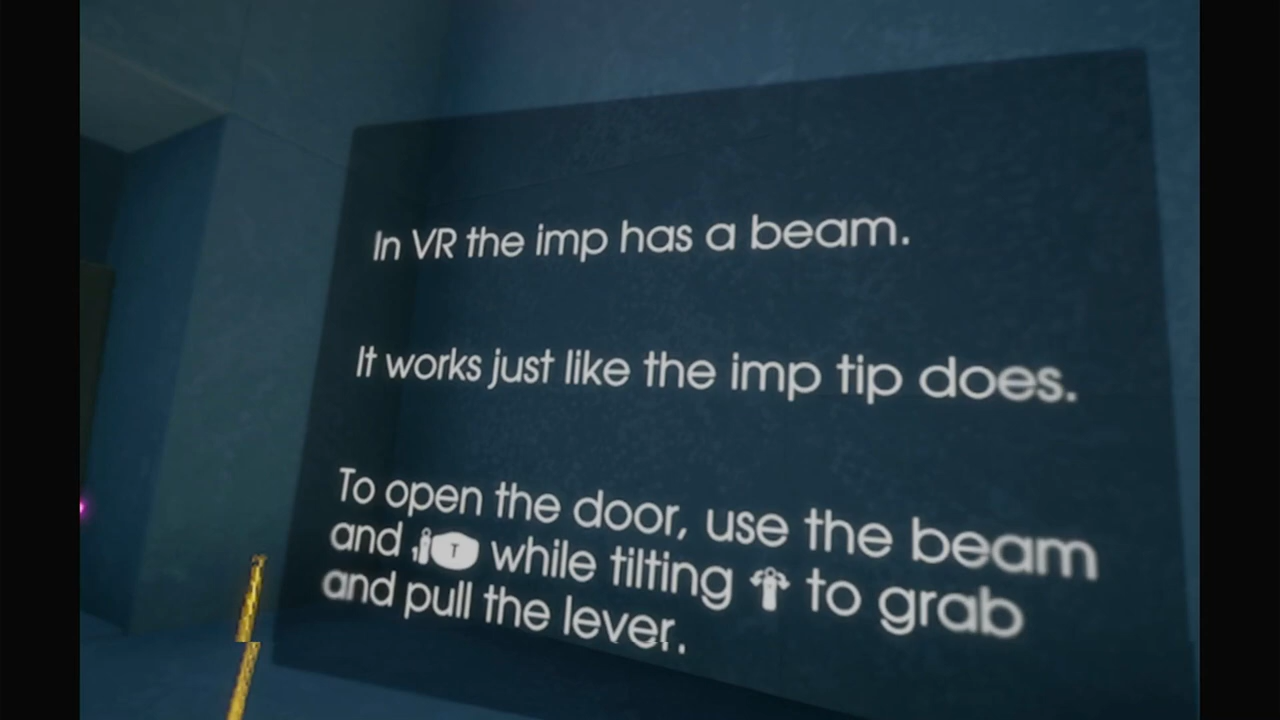 In VR the imp has a beam.
It works just like the imp tip does.
To open the door, use the beam
and T while tilting to grab
and pull the lever.